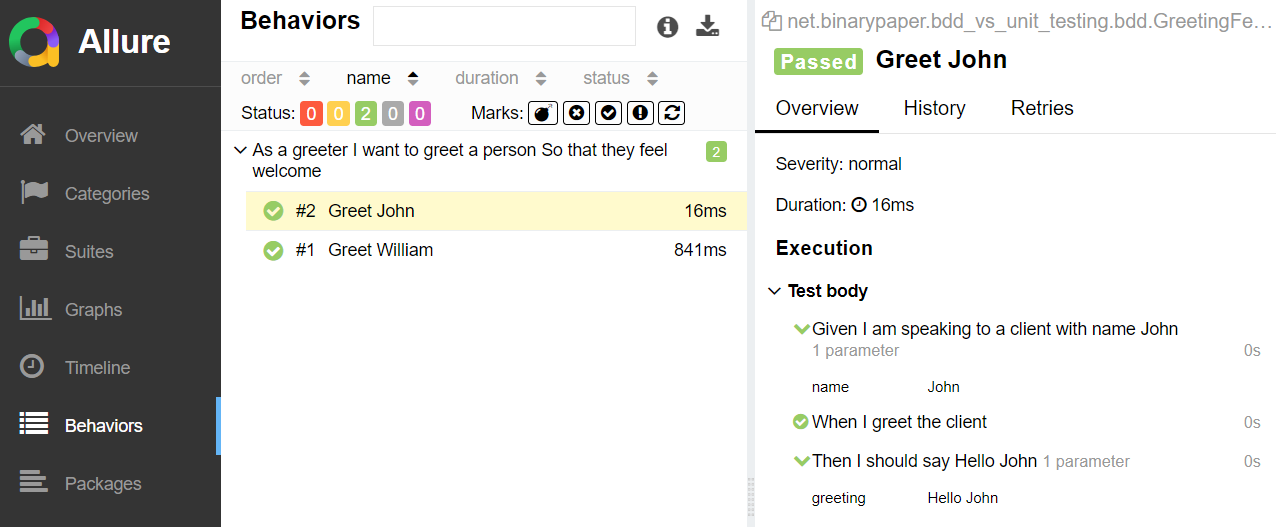 Allure
Overview
Categories
Suites
Graphs
Timeline
Behaviors
Packages
Behaviors
order name duration status
Status: 0 0 2 0 0 Marks:
As a greeter I want to greet a person So that they feel
welcome
2
#2 Greet John 16ms
#1 Greet William 841ms
net.binarypaper.bdd_vs_unit_testing.bdd.GreetingFe...
Passed Greet John
Overview History Retries
Severity: normal
Duration: 16ms
Execution
Test body
Given I am speaking to a client with name John
1 parameter 0s
name John
When I greet the client 0s
Then I should say Hello John 1 parameter 0s
greeting Hello John